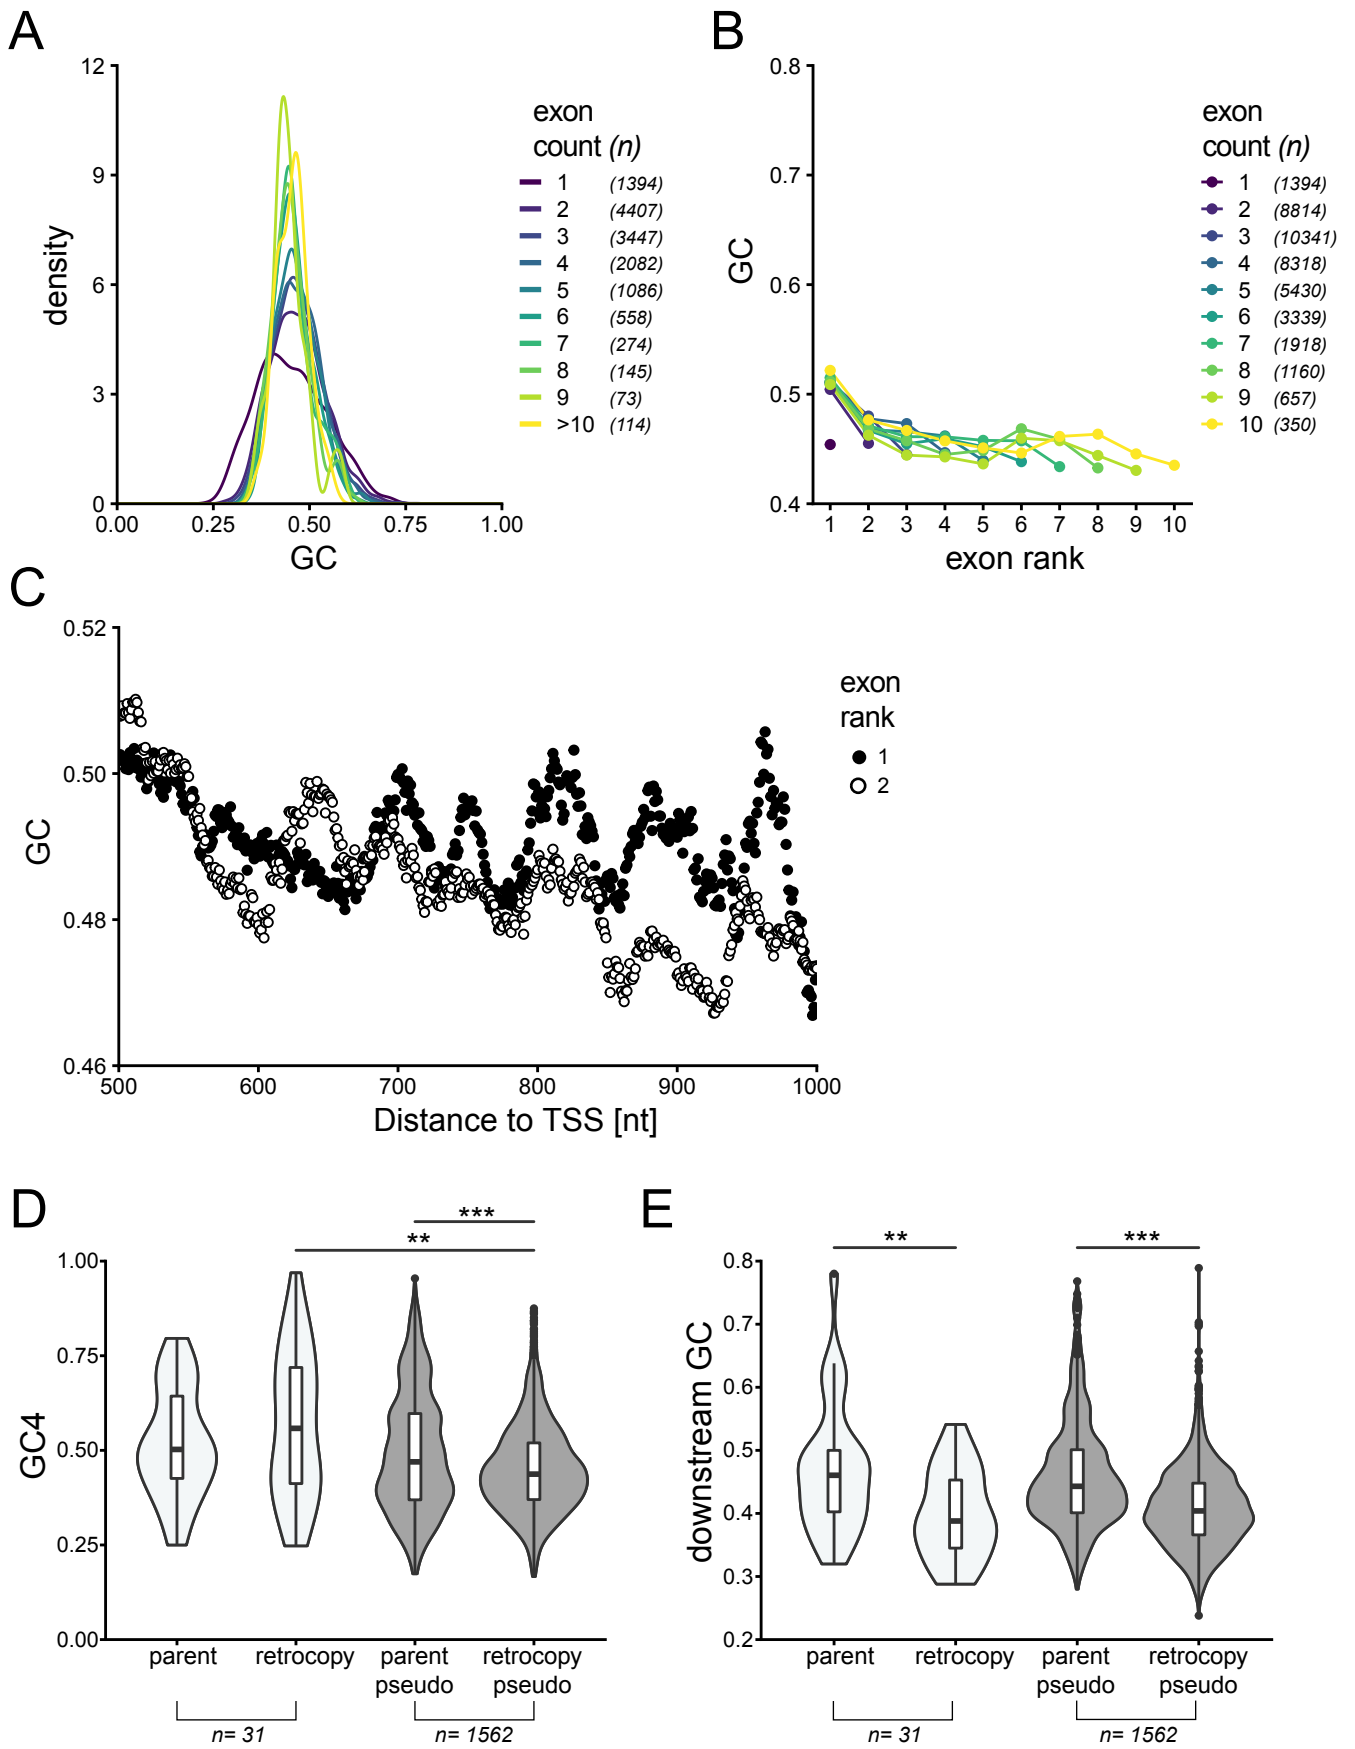 A
12
9
6
3
0
density
0.00 0.25 0.50 0.75 1.00
GC
exon
count (n)
1 (1394)
2 (4407)
3 (3447)
4 (2082)
5 (1086)
6 (558)
7 (274)
8 (145)
9 (73)
>10 (114)
B
0.8
0.7
0.6
0.5
0.4
GC
1 2 3 4 5 6 7 8 9 10
exon rank
exon
count (n)
1 (1394)
2 (8814)
3 (10341)
4 (8318)
5 (5430)
6 (3339)
7 (1918)
8 (1160)
9 (657)
10 (350)
C
0.52
0.50
0.48
0.46
GC
500 600 700 800 900 1000
Distance to TSS [nt]
exon
rank
1
2
D
***
**
1.00
0.75
0.50
0.25
0.00
GC4
parent retrocopy parent retrocopy
pseudo pseudo
n= 31 n= 1562
E
** ***
0.8
0.7
0.6
0.5
0.4
0.3
0.2
downstream GC
parent retrocopy parent retrocopy
pseudo pseudo
n= 31 n= 1562